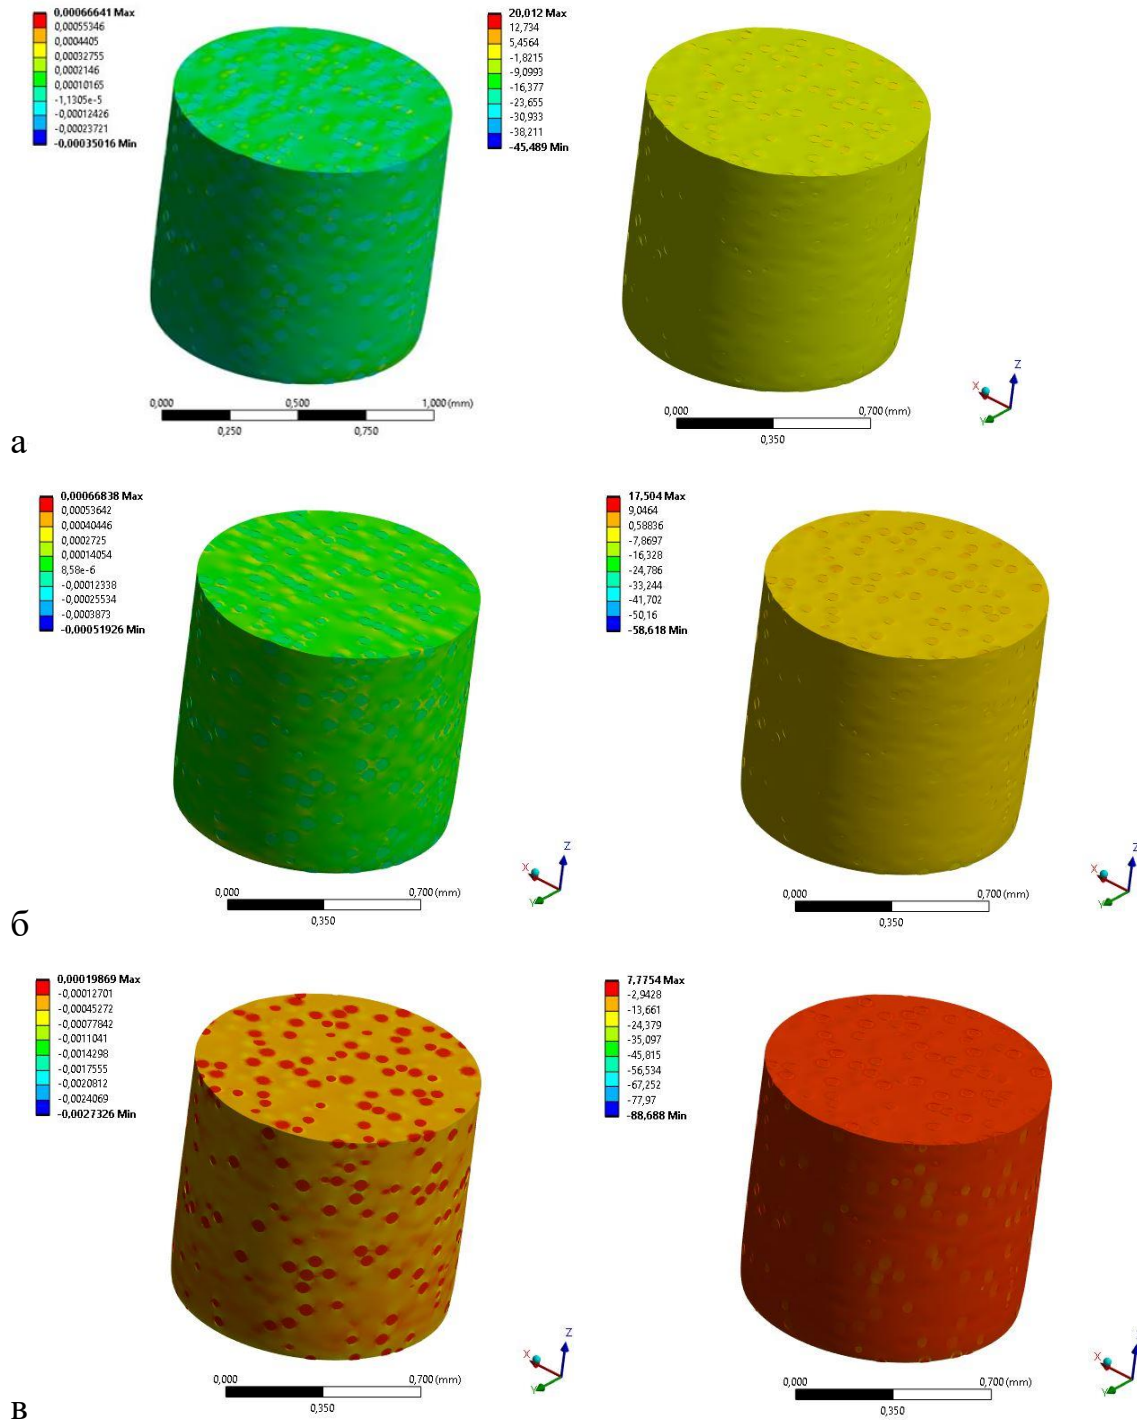 0,00066641 Max
0,00055346
0,0004405
0,00032755
0,0002146
0,00010165
-1,1305e-5
-0,00012426
-0,00023721
-0,00035016 Min
20,012 Max
12,734
5,4564
-1,8215
-9,0993
-16,377
-23,655
-30,933
-38,211
-45,489 Min
0,000 0,500 1,000 (mm)
0,250 0,750
0,000 0,700 (mm)
0,350
X Y Z
а
0,00066838 Max
0,00053642
0,00040446
0,0002725
0,00014054
8,58e-6
-0,00012338
-0,00025534
-0,0003873
-0,00051926 Min
17,504 Max
9,0464
0,58836
-7,8697
-16,328
-24,786
-33,244
-41,702
-50,16
-58,618 Min
0,000 0,700 (mm)
0,350
X Y Z
0,000 0,700 (mm)
0,350
X Y Z
б
0,00019869 Max
-0,00012701
-0,00045272
-0,00077842
-0,0011041
-0,0014298
-0,0017555
-0,0020812
-0,0024069
-0,0027326 Min
7,7754 Max
-2,9428
-13,661
-24,379
-35,097
-45,815
-56,534
-67,252
-77,97
-88,688 Min
0,000 0,700 (mm)
0,350
X Y Z
0,000 0,700 (mm)
0,350
X Y
в